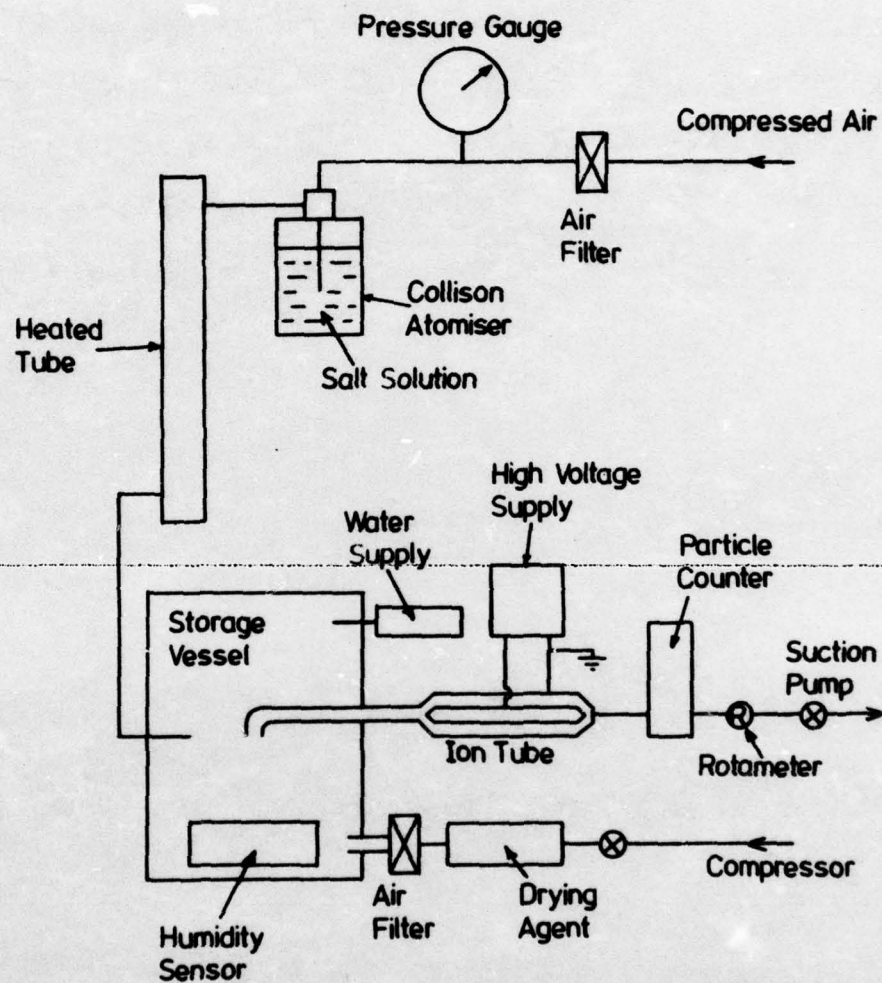 Pressure Gauge
Compressed Air
Air
Filter
Collison
Atomiser
Heated
Tube
Salt Solution
High Voltage
Supply
Water
Supply
Particle
Counter
Storage
Vessel
Suction
Pump
Ion Tube
R
Rotameter
Compressor
Air
Filter
Drying
Agent
Humidity
Sensor